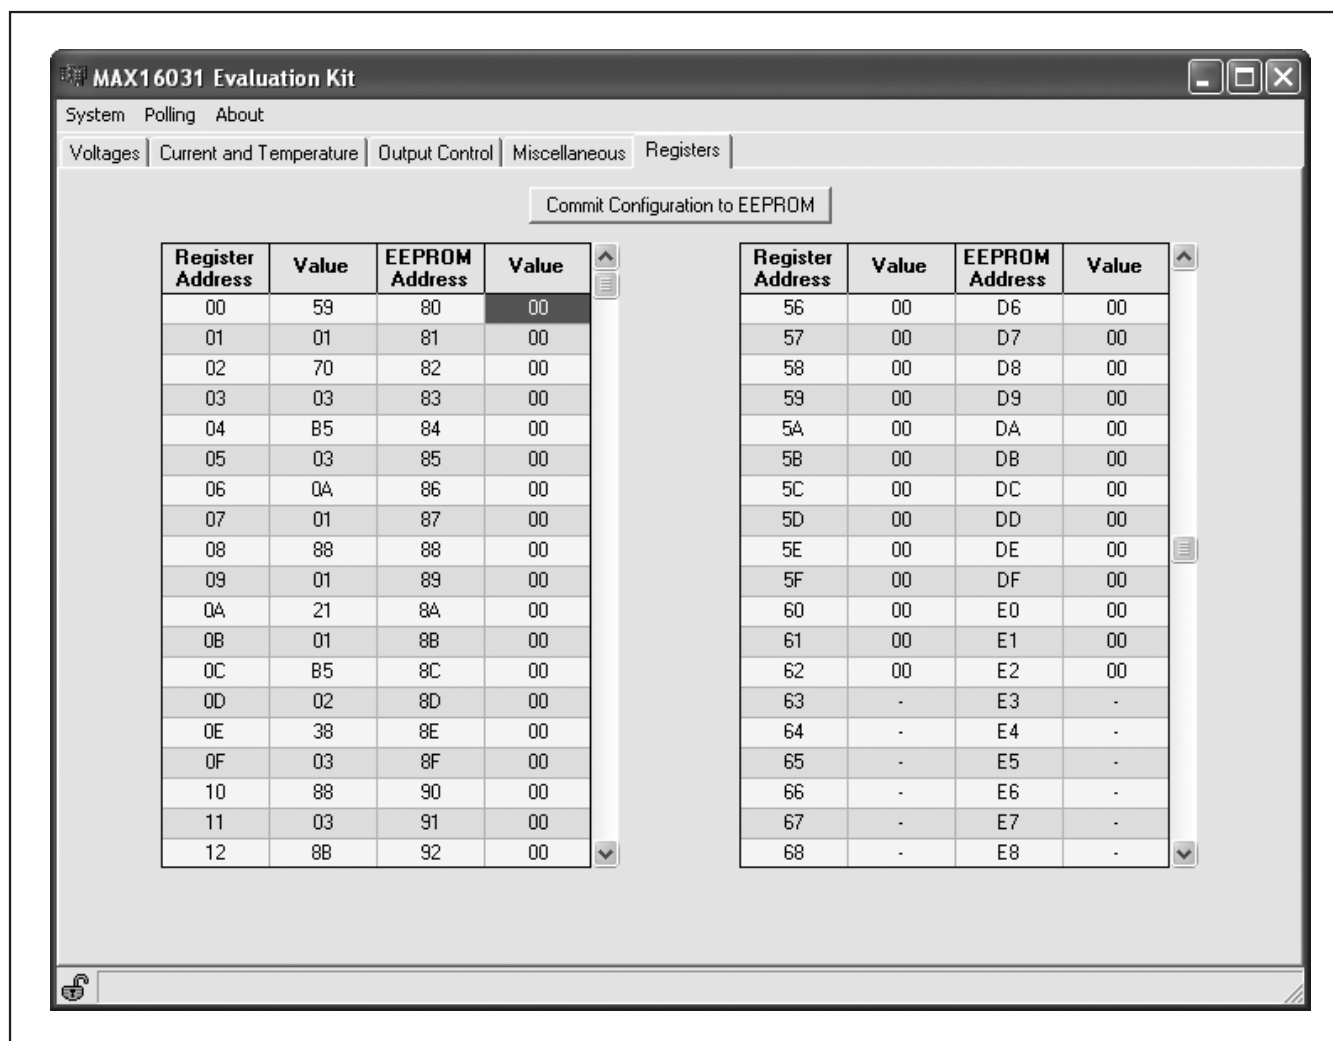 MAX16031 Evaluation Kit
System Polling About
Voltages Current and Temperature Output Control Miscellaneous Registers
Commit Configuration to EEPROM
Register Address Value EEPROM Address Value
00 59 80 00
01 01 81 00
02 70 82 00
03 03 83 00
04 B5 84 00
05 03 85 00
06 0A 86 00
07 01 87 00
08 88 88 00
09 01 89 00
0A 21 8A 00
0B 01 8B 00
0C B5 8C 00
0D 02 8D 00
0E 38 8E 00
0F 03 8F 00
10 88 90 00
11 03 91 00
12 8B 92 00
Register Address Value EEPROM Address Value
56 00 D6 00
57 00 D7 00
58 00 D8 00
59 00 D9 00
5A 00 DA 00
5B 00 DB 00
5C 00 DC 00
5D 00 DD 00
5E 00 DE 00
5F 00 DF 00
60 00 E0 00
61 00 E1 00
62 00 E2 00
63 - E3 -
64 - E4 -
65 - E5 -
66 - E6 -
67 - E7 -
68 - E8 -